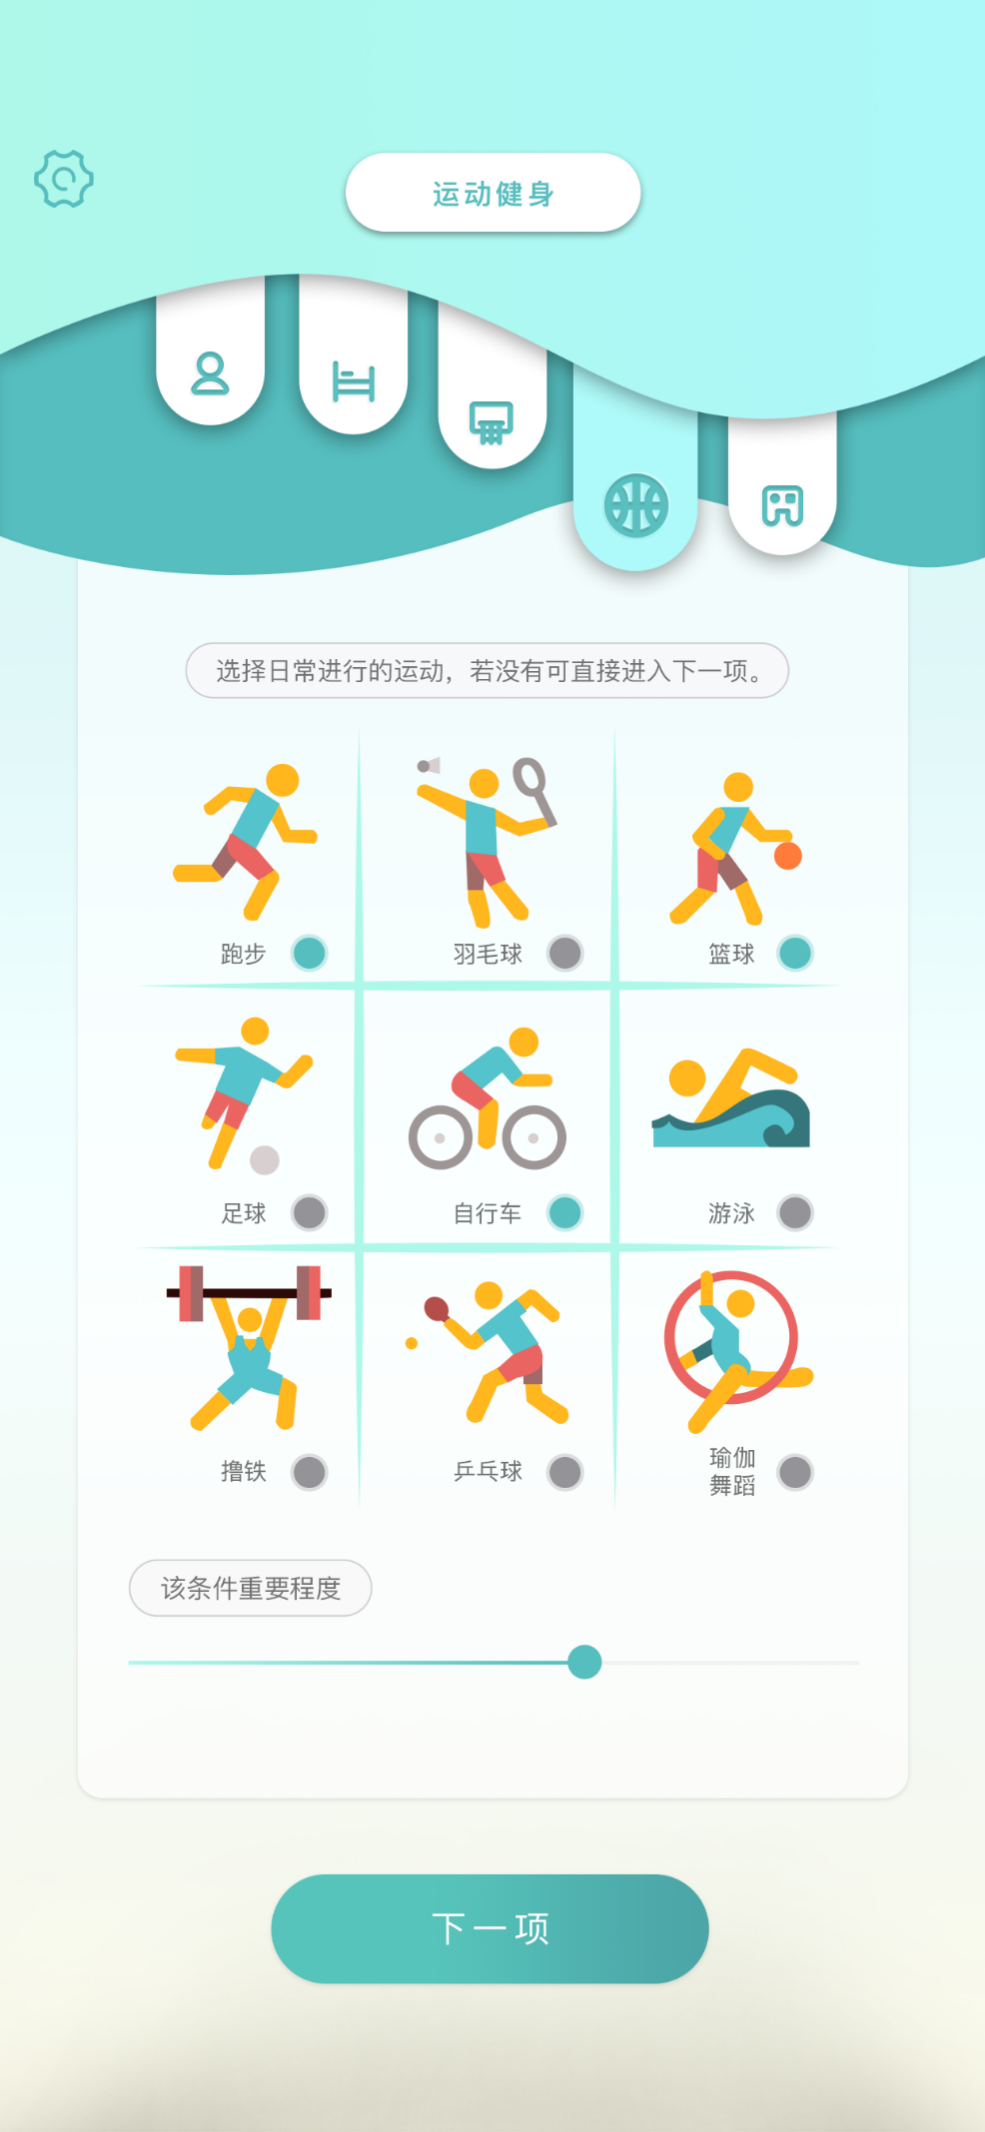 运动健身
选择日常进行的运动，若没有可直接进入下一项。
跑步
羽毛球
篮球
足球
自行车
游泳
撸铁
乒乓球
瑜伽
舞蹈
该条件重要程度
下一项